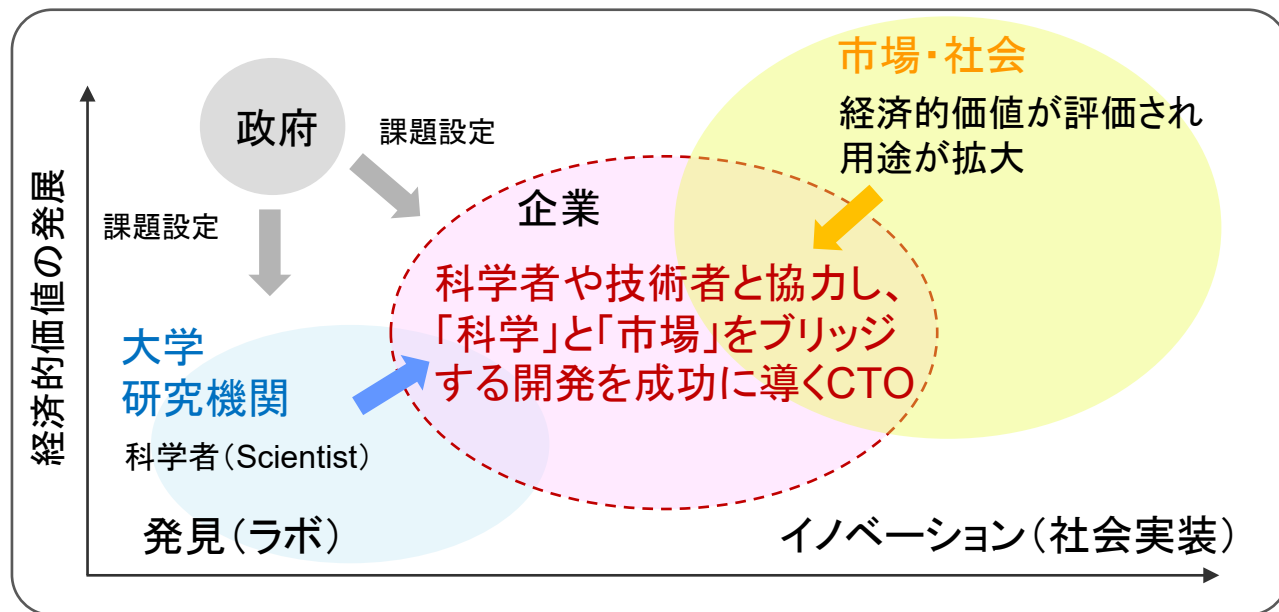 市場・社会
経済的価値が評価され
用途が拡大
政府
課題設定
課題設定
企業
科学者や技術者と協力し、
「科学」と「市場」をブリッジ
する開発を成功に導くCTO
大学
研究機関
科学者（Scientist）
経済的価値の発展
発見（ラボ）
イノベーション（社会実装）